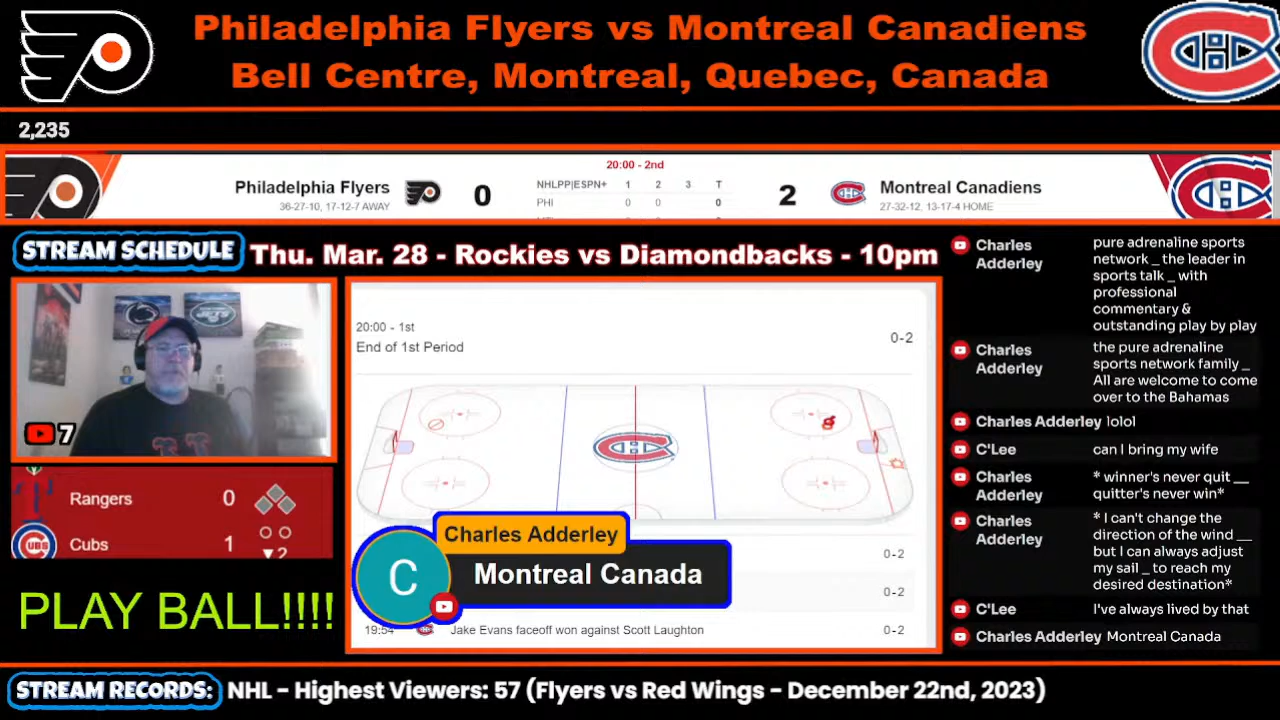 Philadelphia Flyers vs Montreal Canadiens
Bell Centre, Montreal, Quebec, Canada
2,235
20:00 - 2nd
Philadelphia Flyers 0
36-27-10, 17-12-7 AWAY
NHLPP|ESPN+ 1 2 3 T
PHI 0 0 0
2 Montreal Canadiens
27-32-12, 13-17-4 HOME
STREAM SCHEDULE Thu. Mar. 28 - Rockies vs Diamondbacks - 10pm
7
Rangers 0
CUBS Cubs 1 ▼2
PLAY BALL!!!!
20:00 - 1st
End of 1st Period 0-2
Charles Adderley
C Montreal Canada
0-2
0-2
19:54 Jake Evans faceoff won against Scott Laughton 0-2
Charles Adderley pure adrenaline sports
network _ the leader in
sports talk _ with
professional
commentary &
outstanding play by play
Charles Adderley the pure adrenaline
sports network family _
All are welcome to come
over to the Bahamas
Charles Adderley lolol
C'Lee can I bring my wife
Charles Adderley * winner's never quit __
quitter's never win*
Charles Adderley * I can't change the
direction of the wind __
but I can always adjust
my sail _ to reach my
desired destination*
C'Lee I've always lived by that
Charles Adderley Montreal Canada
STREAM RECORDS: NHL - Highest Viewers: 57 (Flyers vs Red Wings - December 22nd, 2023)